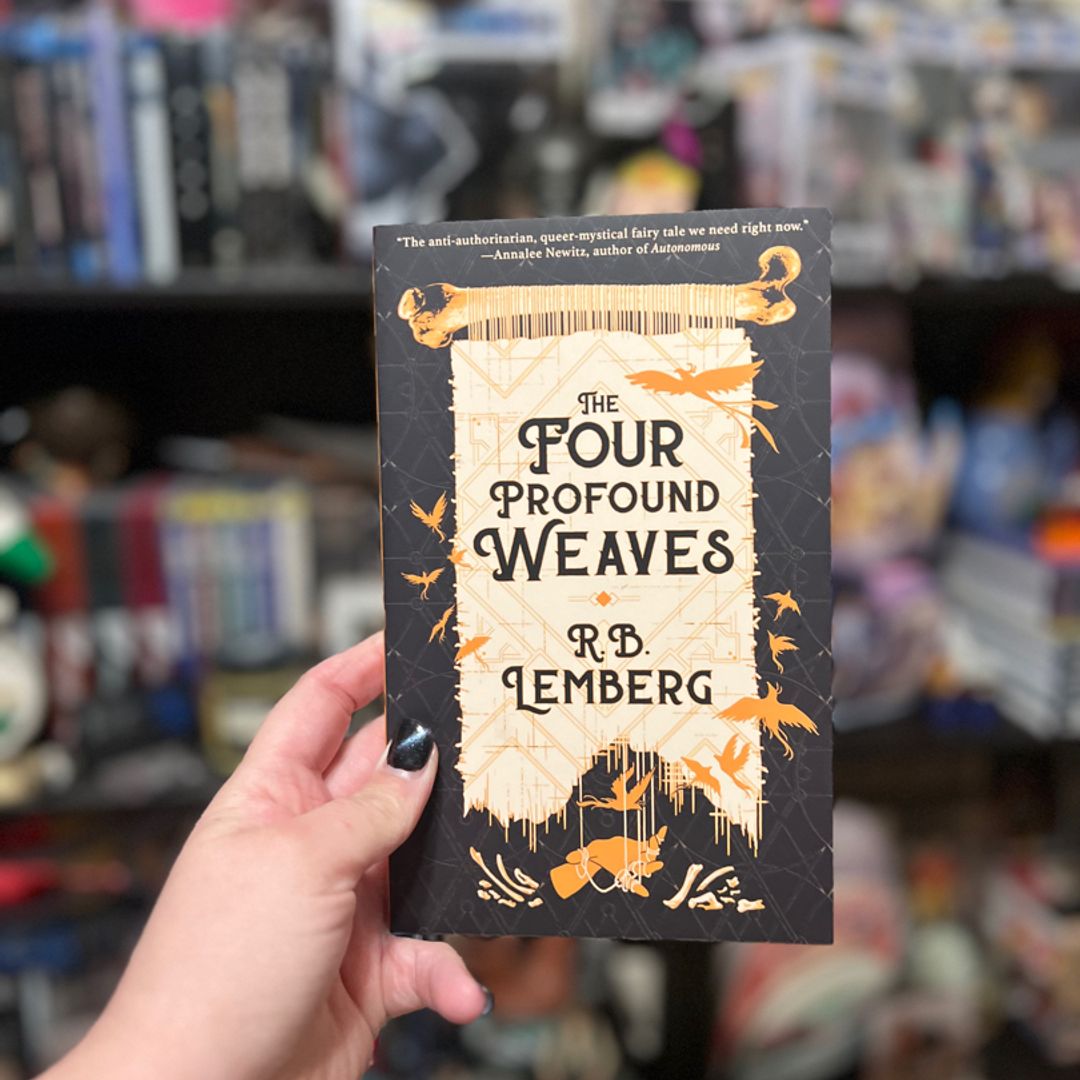 “The anti-authoritarian, queer-mystical fairy tale we need right now.”
—Annalee Newitz, author of Autonomous
THE
FOUR
PROFOUND
WEAVES
R.B.
LEMBERG